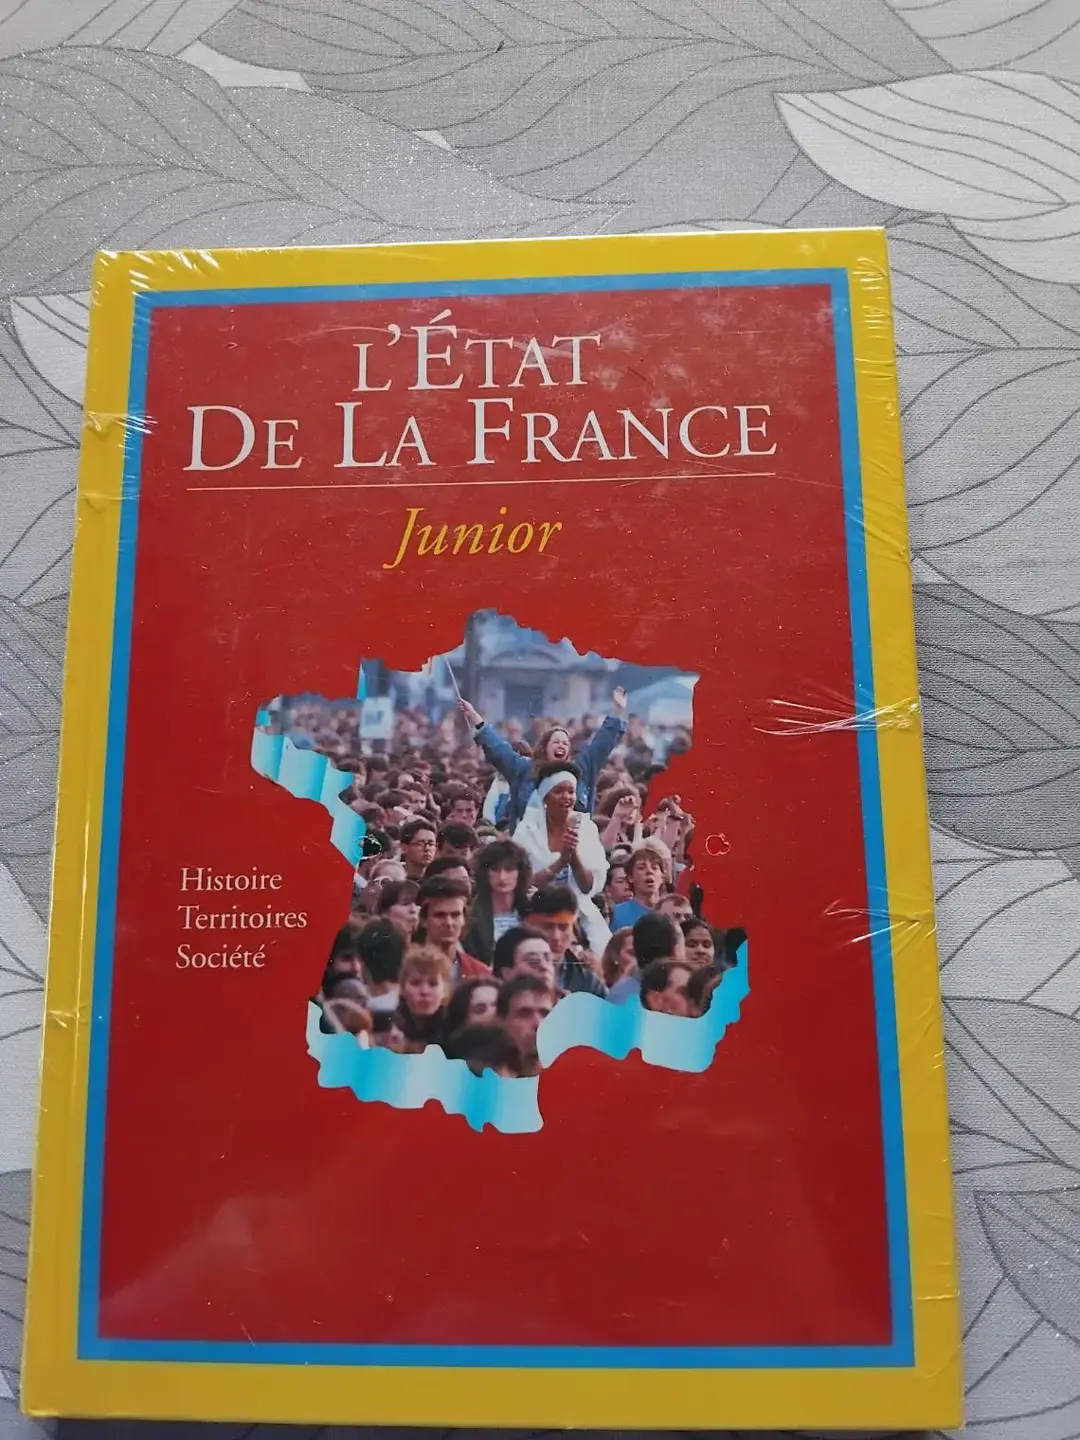 L'ÉTAT
DE LA FRANCE
Junior
Histoire
Territoires
Société